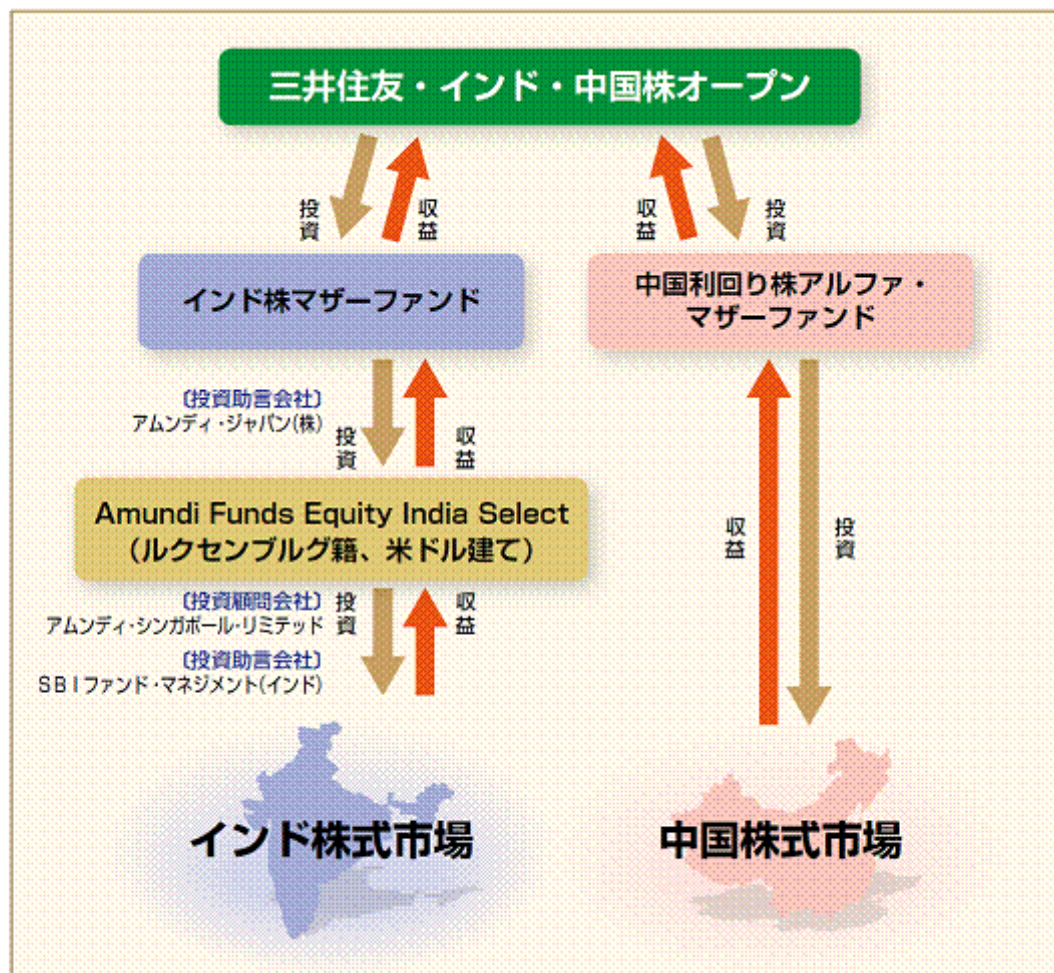 三井住友・インド・中国株オープン
投資
収益
収益
投資
インド株マザーファンド
中国利回り株アルファ・
マザーファンド
〔投資助言会社〕
アムンディ・ジャパン(株)
投資
収益
Amundi Funds Equity India Select
(ルクセンブルグ籍、米ドル建て)
収益
投資
〔投資顧問会社〕
アムンディ・シンガポール・リミテッド
投資
収益
〔投資助言会社〕
SBIファンド・マネジメント(インド)
インド株式市場
中国株式市場